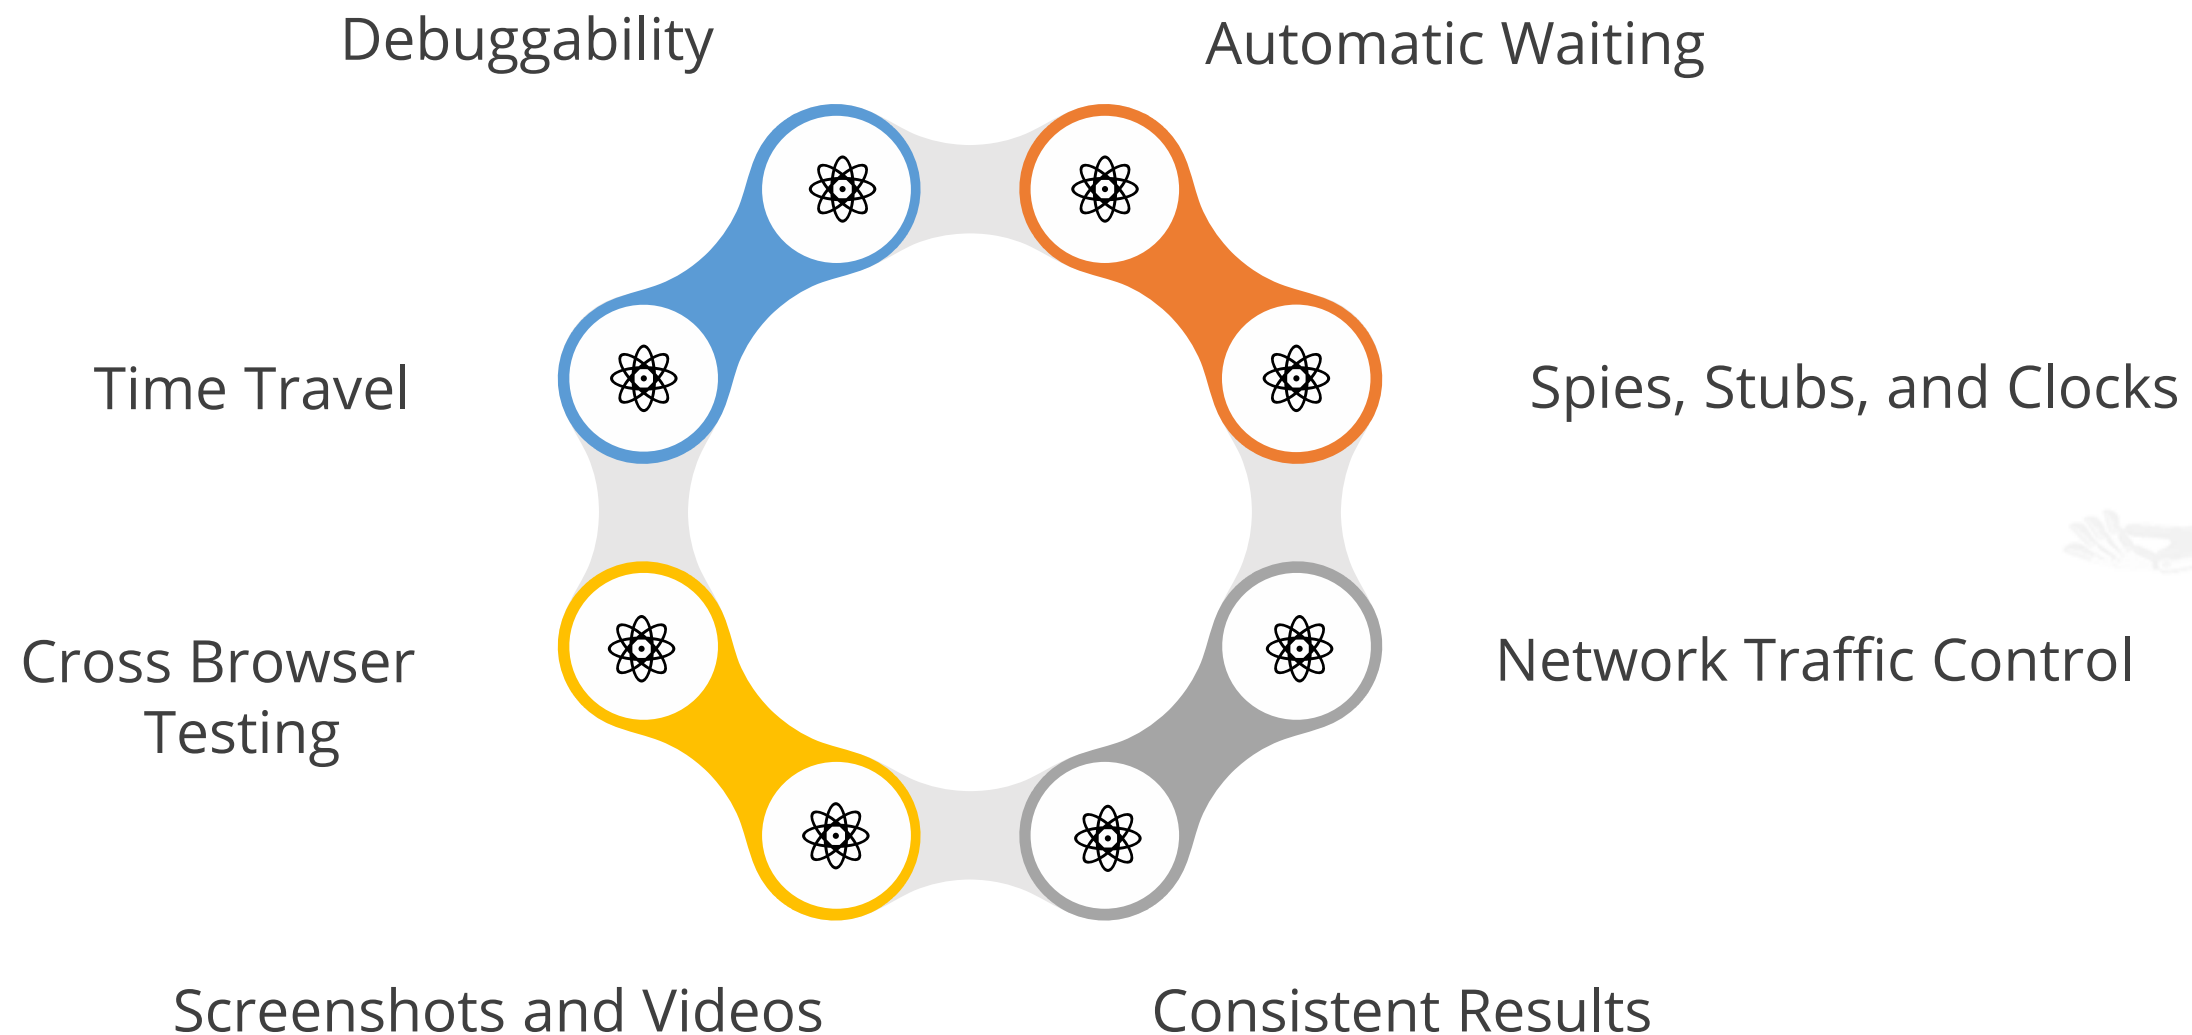 Debuggability
Automatic Waiting
Time Travel
Spies, Stubs, and Clocks
Cross Browser
Testing
Network Traffic Control
Screenshots and Videos
Consistent Results